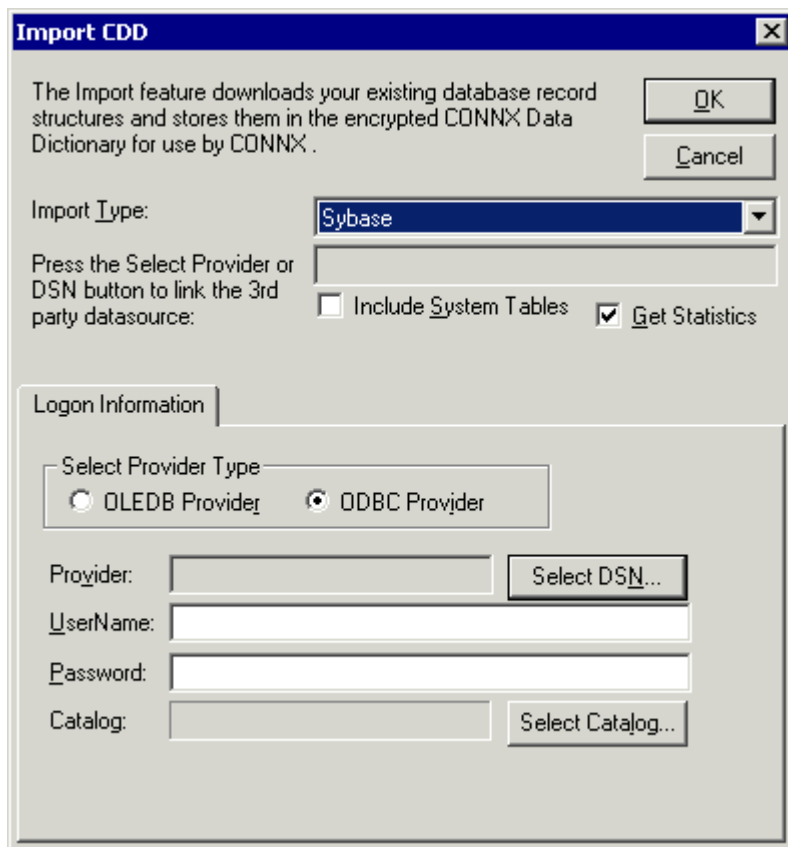 Import CDD
The Import feature downloads your existing database record
structures and stores them in the encrypted CONNX Data
Dictionary for use by CONNX .
OK
Cancel
Import Type:
Sybase
Press the Select Provider or
DSN button to link the 3rd
party datasource:
Include System Tables
Get Statistics
Logon Information
Select Provider Type
OLEDB Provider
ODBC Provider
Provider:
Select DSN...
UserName:
Password:
Catalog:
Select Catalog...